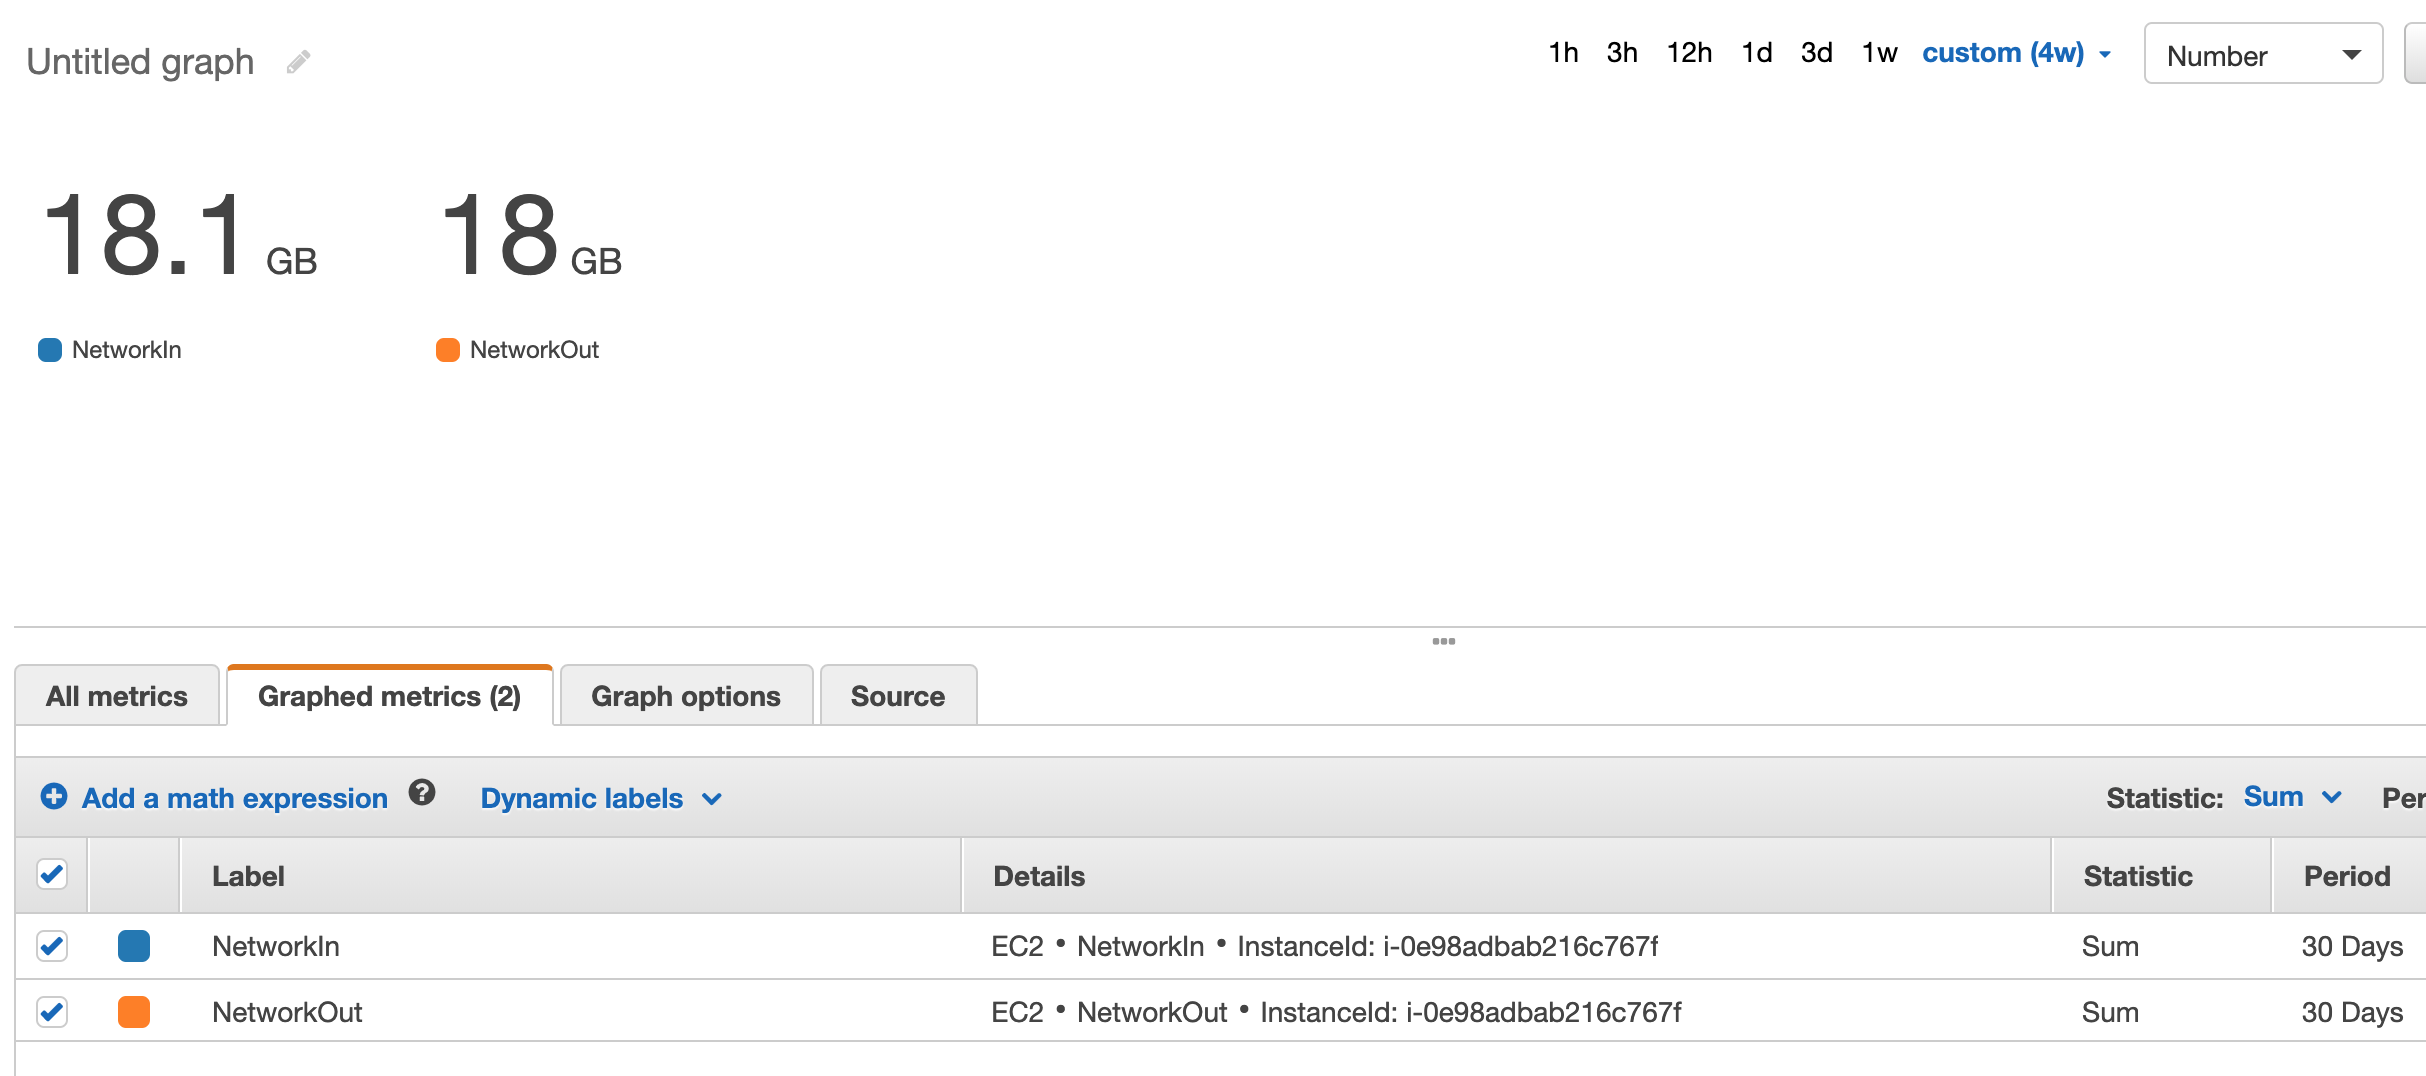 Untitled graph
1h 3h 12h 1d 3d 1w custom (4w) Number
18.1 GB 18 GB
NetworkIn NetworkOut
All metrics Graphed metrics (2) Graph options Source
Add a math expression ? Dynamic labels Statistic: Sum Per
Label Details Statistic Period
NetworkIn EC2 • NetworkIn • InstanceId: i-0e98adbab216c767f Sum 30 Days
NetworkOut EC2 • NetworkOut • InstanceId: i-0e98adbab216c767f Sum 30 Days